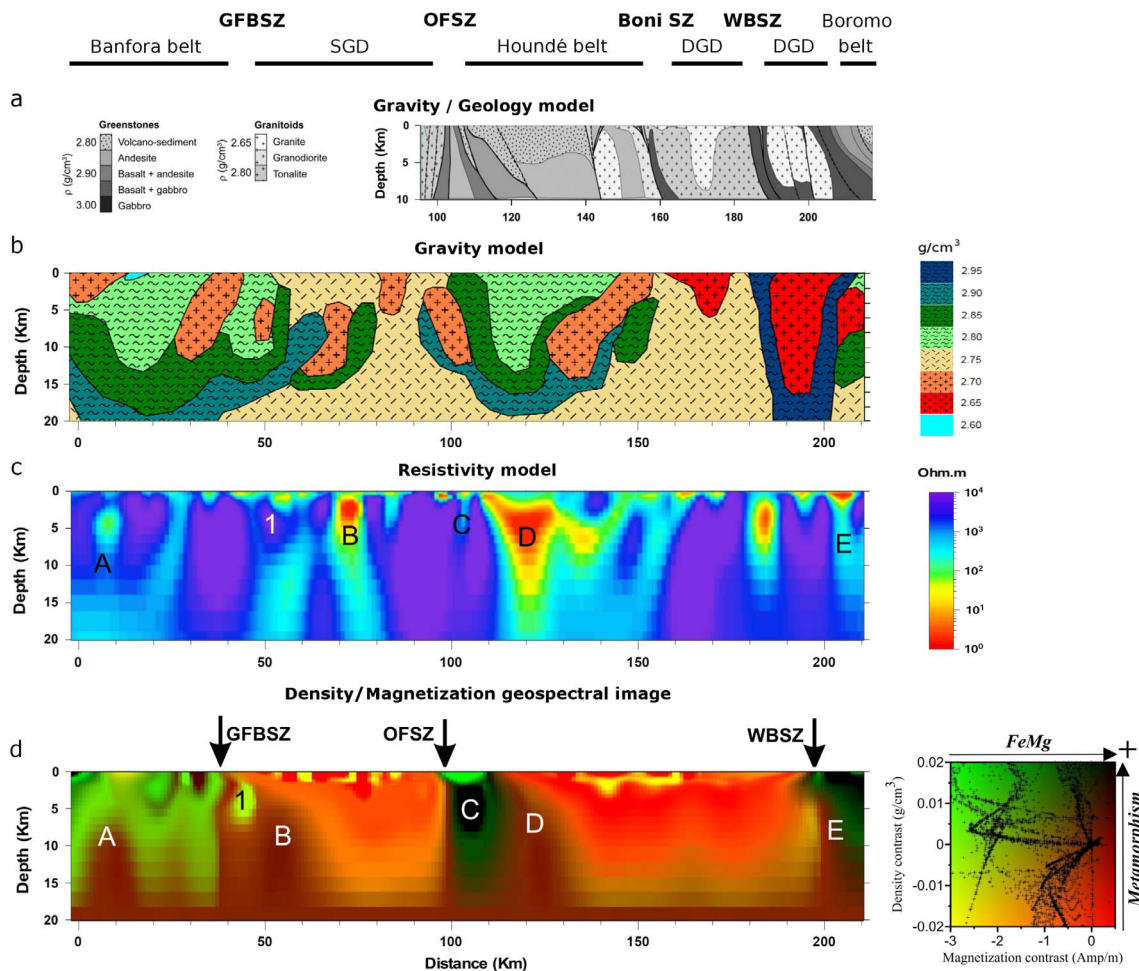 GFBSZ OFSZ Boni SZ WBSZ Boromo
Banfora belt SGD Houndé belt DGD DGD belt
a
Gravity / Geology model
Greenstones Granitoids
ρ (g/cm³) ρ (g/cm³)
2.80 Volcano-sediment 2.65 Granite
Andesite Granodiorite
2.90 Basalt + andesite 2.80 Tonalite
Basalt + gabbro
3.00 Gabbro
Depth (Km)
0
5
10
100 120 140 160 180 200
b
Gravity model
g/cm³
2.95
2.90
2.85
2.80
2.75
2.70
2.65
2.60
Depth (Km)
0
5
10
15
20
0 50 100 150 200
c
Resistivity model
Ohm.m
10⁴
10³
10²
10¹
10⁰
Depth (Km)
0
5
10
15
20
A 1 B C D E
0 50 100 150 200
Density/Magnetization geospectral image
d
GFBSZ OFSZ WBSZ
Depth (Km)
0
5
10
15
20
A 1 B C D E
0 50 100 150 200
Distance (Km)
FeMg +
Metamorphism
Density contrast (g/cm³)
0.02
0.01
0
-0.01
-0.02
-3 -2 -1 0
Magnetization contrast (Amp/m)